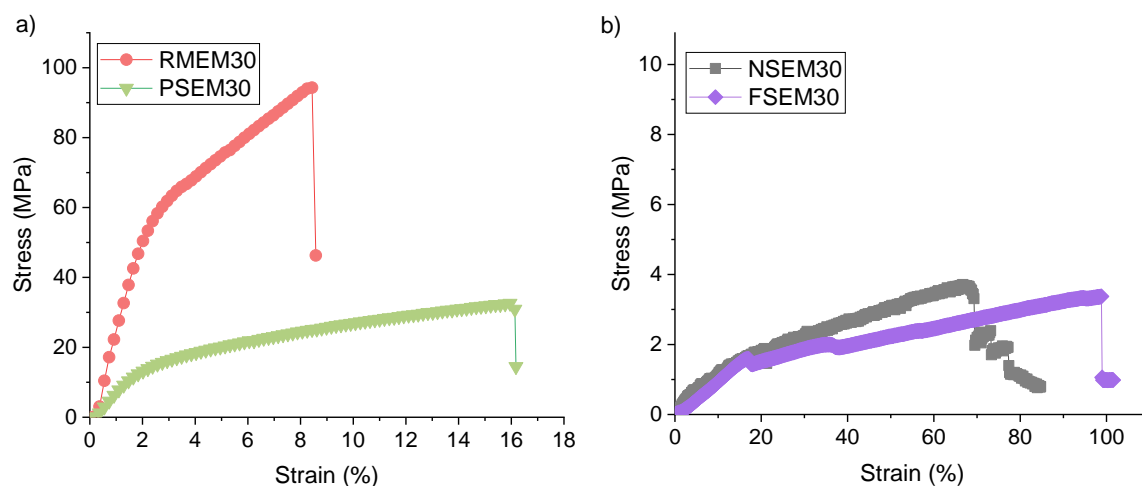 a)
RMEM30
PSEM30
100
80
60
40
20
0
Stress (MPa)
0 2 4 6 8 10 12 14 16 18
Strain (%)
b)
NSEM30
FSEM30
10
8
6
4
2
0
Stress (MPa)
0 20 40 60 80 100
Strain (%)